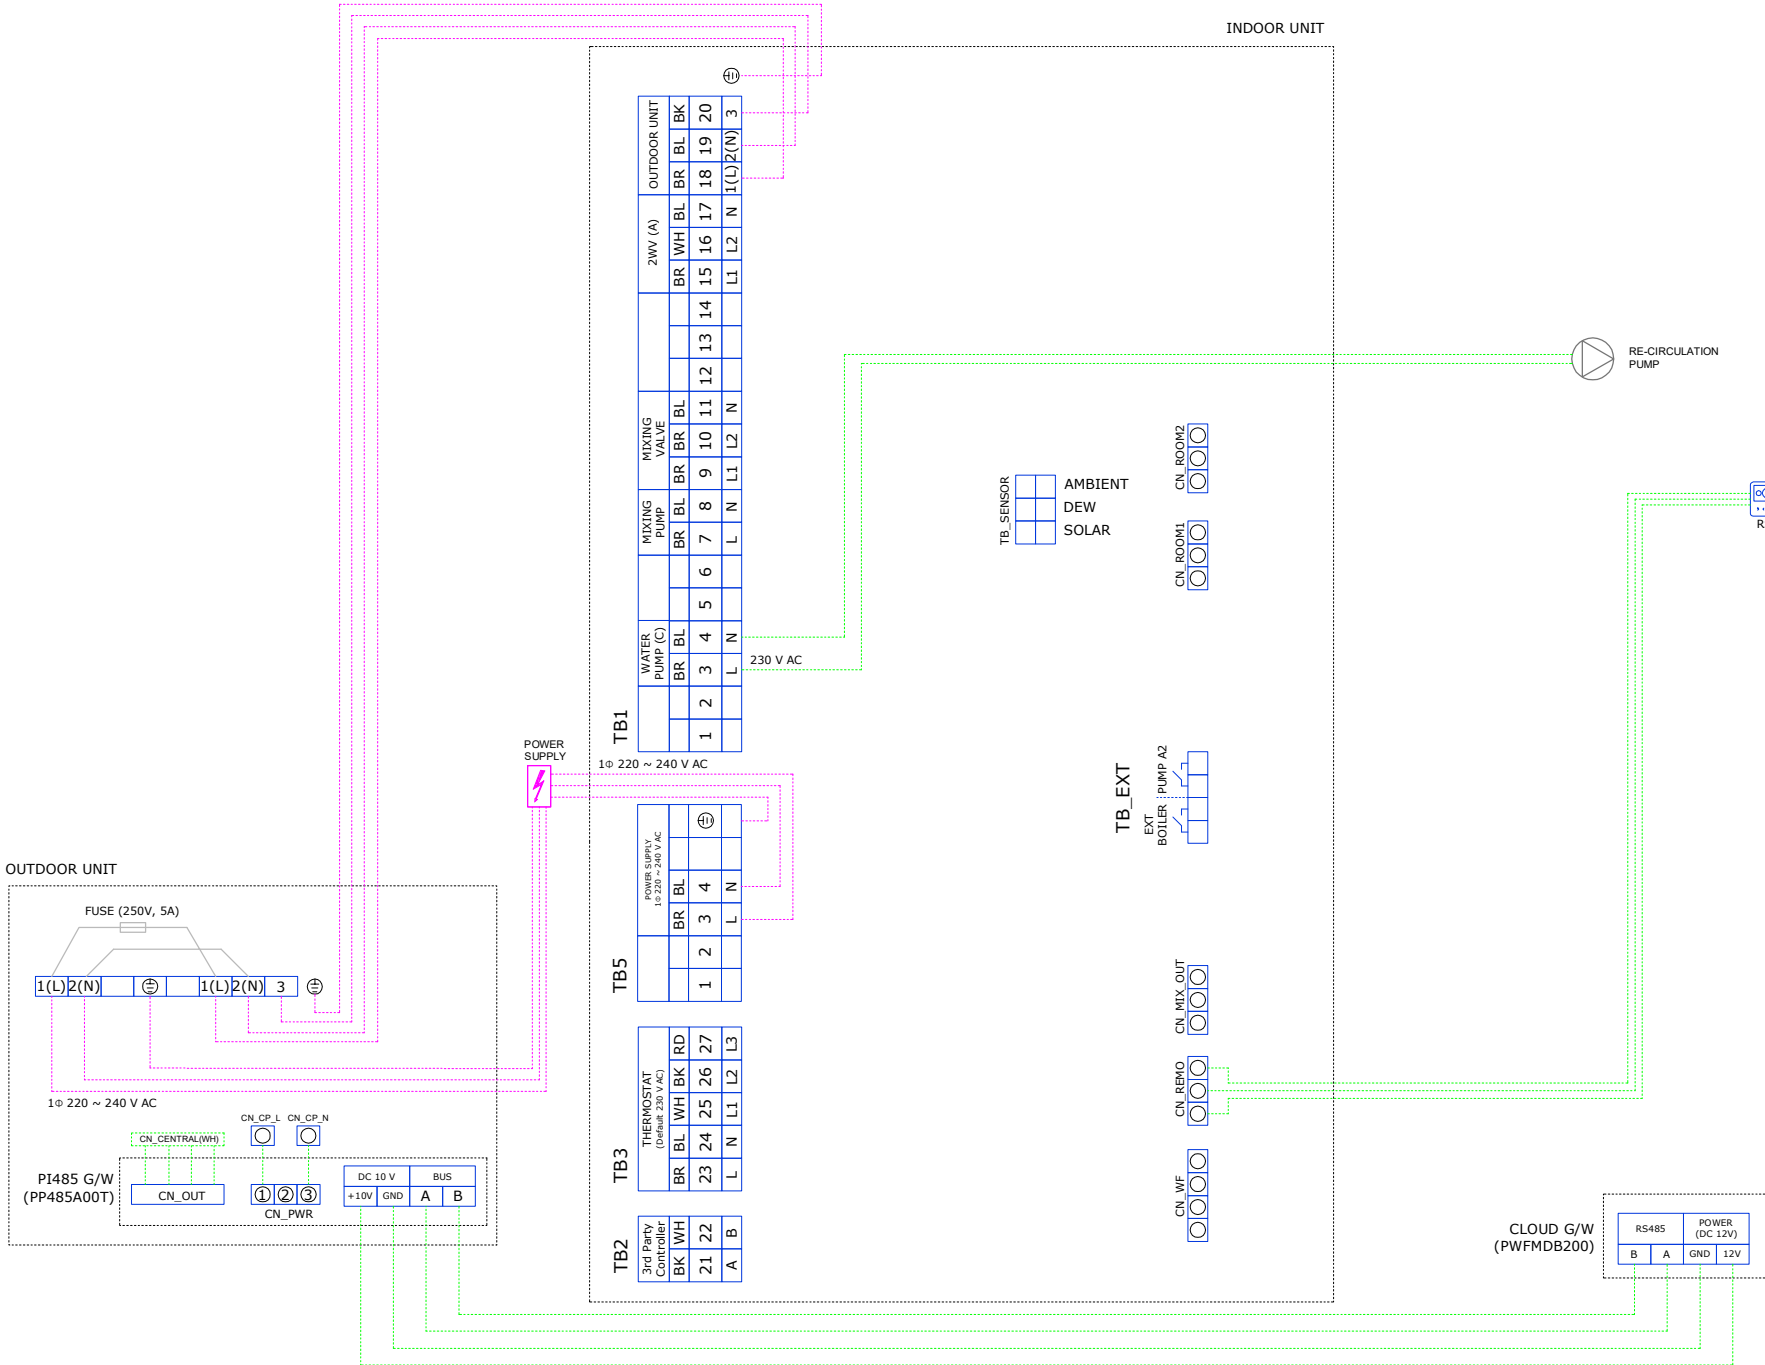 INDOOR UNIT
OUTDOOR UNIT
BK 20 3
BL 19 2(N)
BR 18 1(L)
2WV (A)
BL 17 N
WH 16 L2
BR 15 L1
14
13
12
MIXING
VALVE
BL 11 N
BR 10 L2
BR 9 L1
MIXING
PUMP
BL 8 N
BR 7 L
6
5
WATER
PUMP (C)
BL 4 N
BR 3 L
230 V AC
2
1
TB1
RE-CIRCULATION
PUMP
CN_ROOM2
TB_SENSOR
AMBIENT
DEW
SOLAR
CN_ROOM1
R
POWER
SUPPLY
1Φ 220 ~ 240 V AC
TB_EXT
PUMP A2
EXT
BOILER
POWER SUPPLY
1Φ 220 ~ 240 V AC
BL 4 N
BR 3 L
2
1
TB5
OUTDOOR UNIT
FUSE (250V, 5A)
1(L) 2(N) 1(L) 2(N) 3
1Φ 220 ~ 240 V AC
CN_MIX_OUT
CN_REMO
CN_WF
THERMOSTAT
(Default 230 V AC)
RD 27 L3
BK 26 L2
WH 25 L1
BL 24 N
BR 23 L
TB3
3rd Party
Controller
WH 22 B
BK 21 A
TB2
CN_CP_L CN_CP_N
CN_CENTRAL(WH)
PI485 G/W
(PP485A00T)
CN_OUT
1 2 3
CN_PWR
DC 10 V BUS
+10V GND A B
CLOUD G/W
(PWFMDB200)
RS485
POWER
(DC 12V)
B A GND 12V